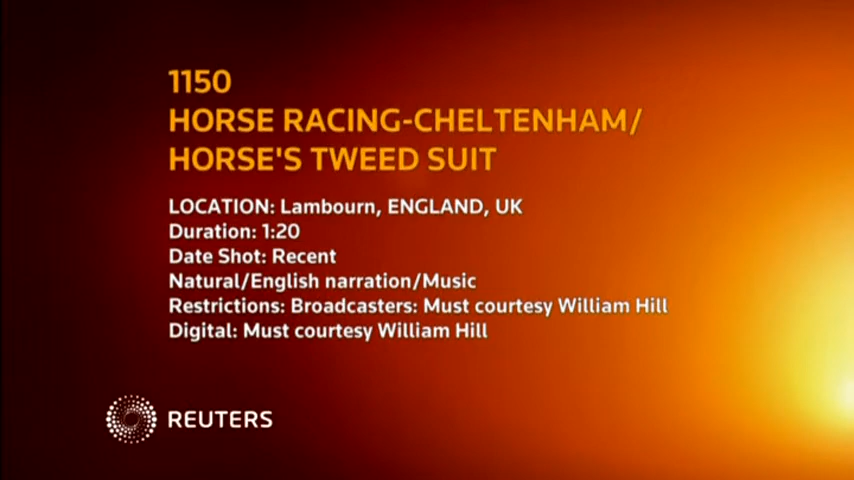 1150
HORSE RACING-CHELTENHAM/
HORSE'S TWEED SUIT
LOCATION: Lambourn, ENGLAND, UK
Duration: 1:20
Date Shot: Recent
Natural/English narration/Music
Restrictions: Broadcasters: Must courtesy William Hill
Digital: Must courtesy William Hill
REUTERS